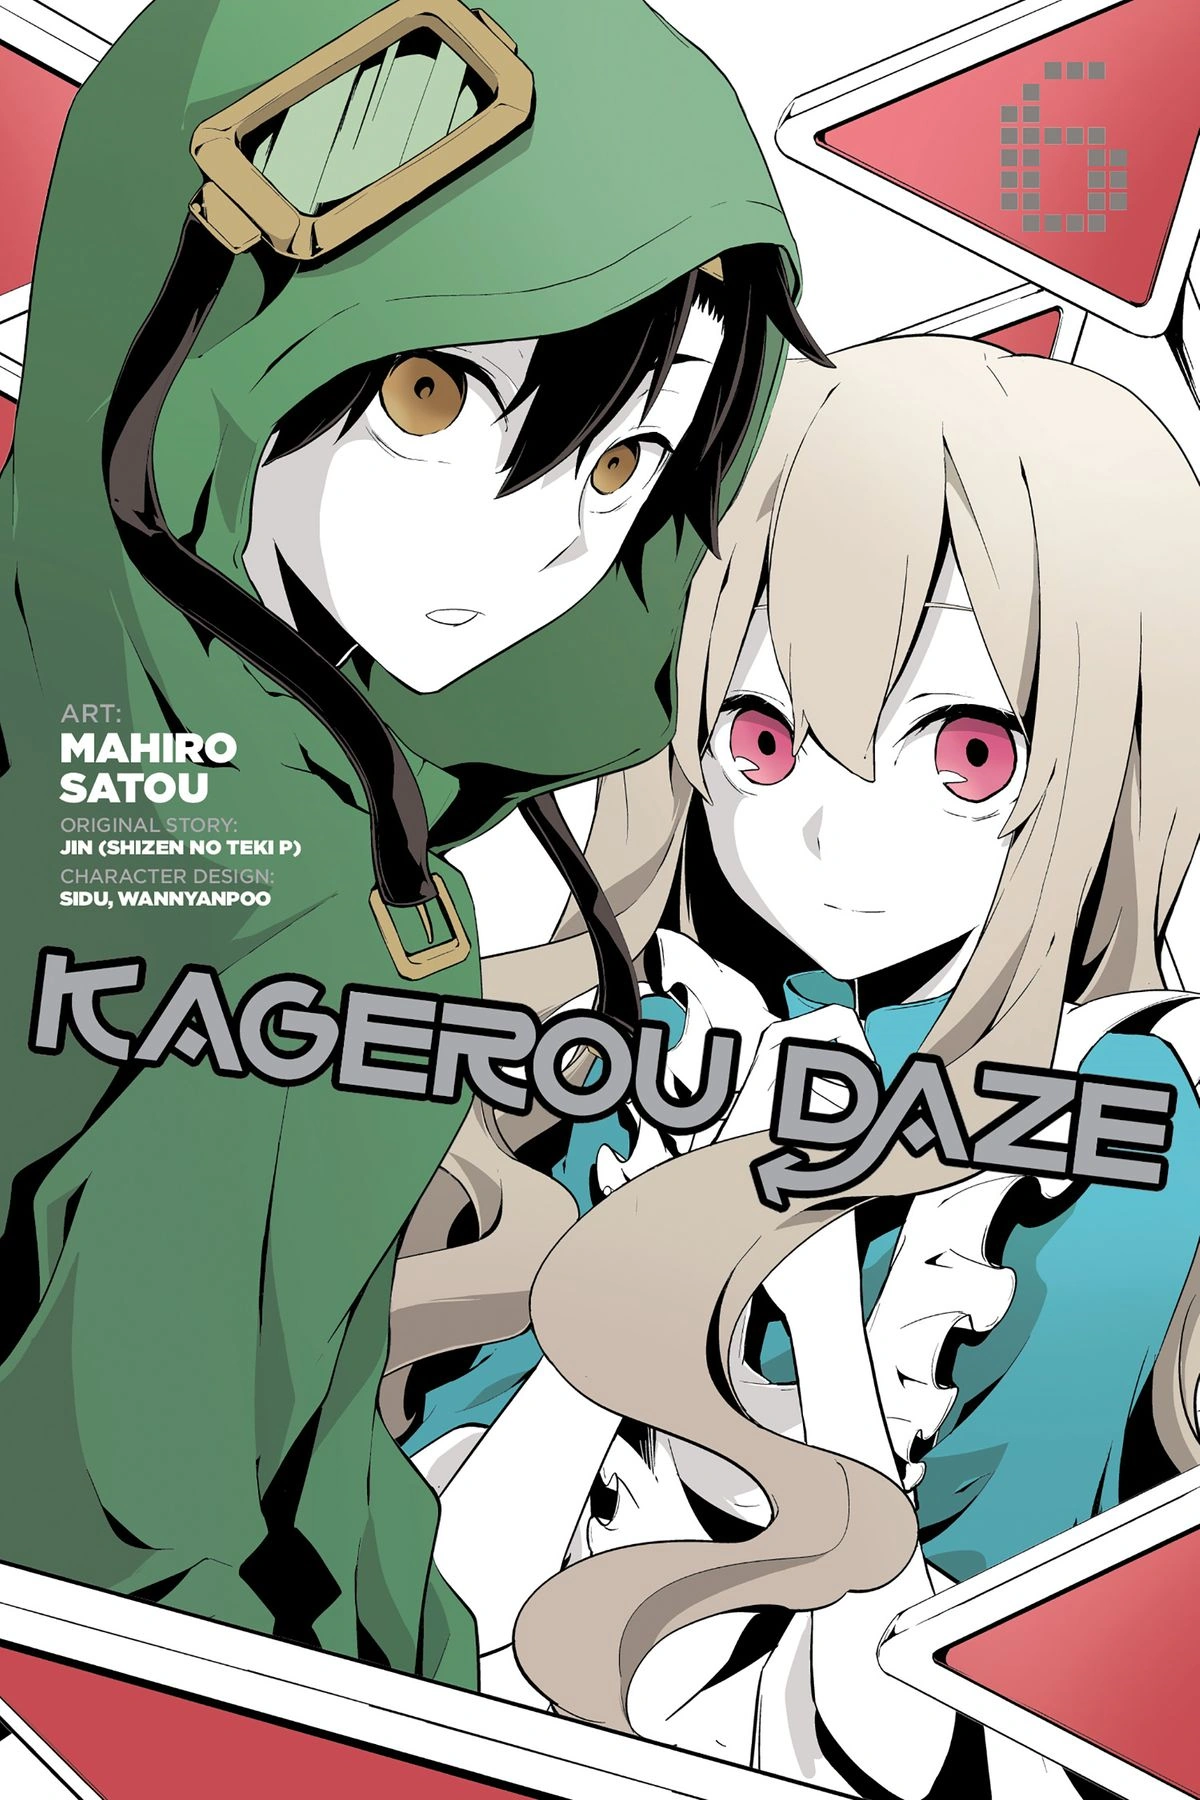 6
ART:
MAHIRO
SATOU
ORIGINAL STORY:
JIN (SHIZEN NO TEKI P)
CHARACTER DESIGN:
SIDU, WANNYANPOO
KAGEROU DAZE